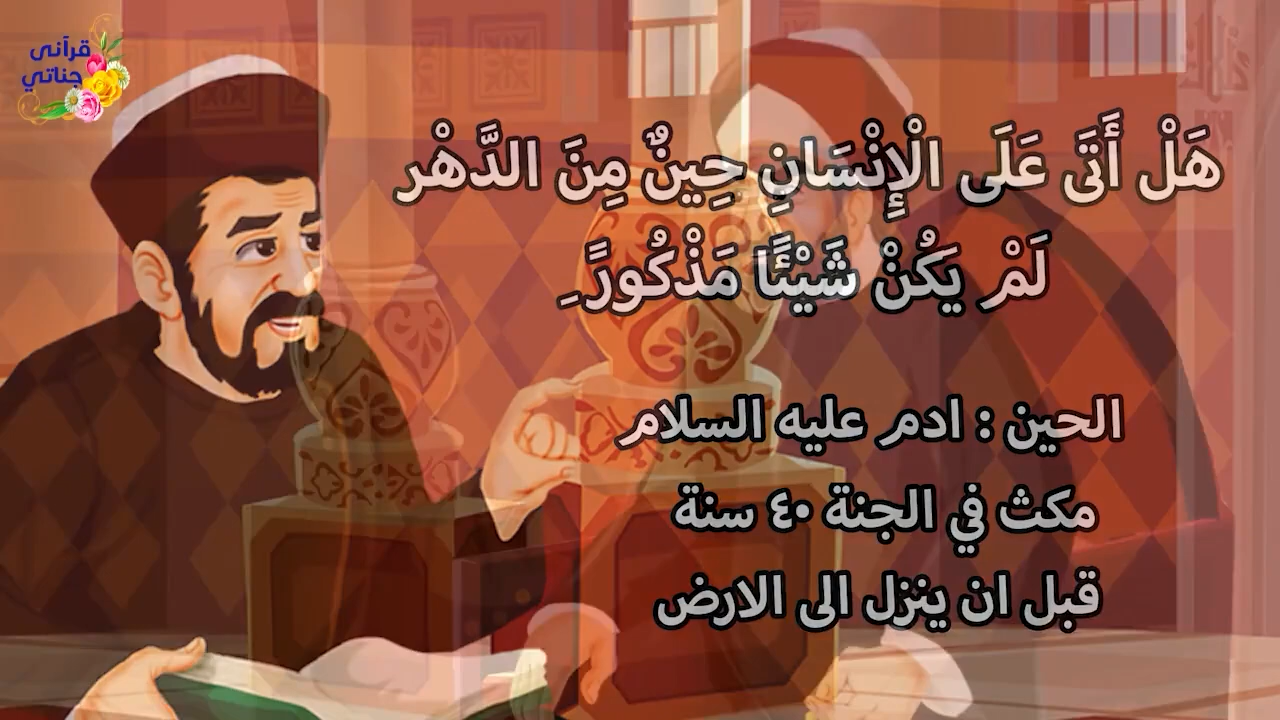 قرآنى
جناتي
هَلْ أَتَى عَلَى الْإِنْسَانِ حِينٌ مِنَ الدَّهْر
لَمْ يَكُنْ شَيْئًا مَذْكُورً ِ
الحين : ادم عليه السلام
مكث في الجنة ٤٠ سنة
قبل ان ينزل الى الارض